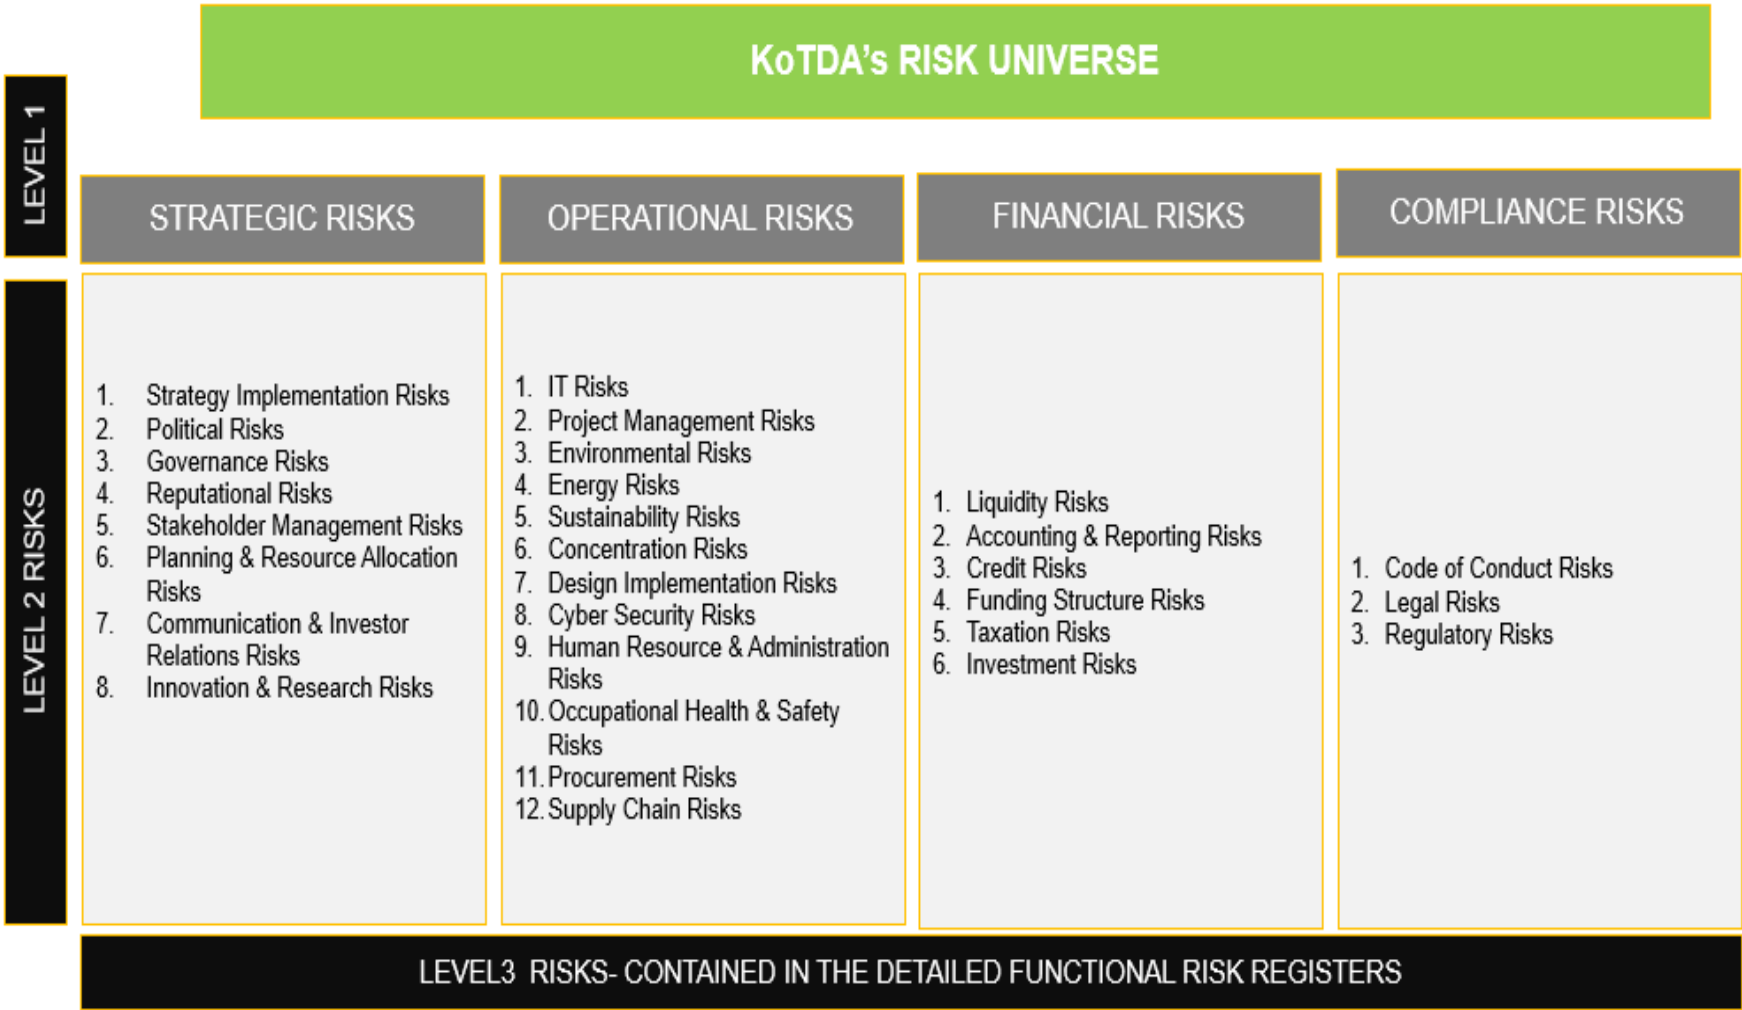 KoTDA's RISK UNIVERSE
LEVEL 1
STRATEGIC RISKS
OPERATIONAL RISKS
FINANCIAL RISKS
COMPLIANCE RISKS
LEVEL 2 RISKS
1. Strategy Implementation Risks
2. Political Risks
3. Governance Risks
4. Reputational Risks
5. Stakeholder Management Risks
6. Planning & Resource Allocation
Risks
7. Communication & Investor
Relations Risks
8. Innovation & Research Risks
1. IT Risks
2. Project Management Risks
3. Environmental Risks
4. Energy Risks
5. Sustainability Risks
6. Concentration Risks
7. Design Implementation Risks
8. Cyber Security Risks
9. Human Resource & Administration
Risks
10. Occupational Health & Safety
Risks
11. Procurement Risks
12. Supply Chain Risks
1. Liquidity Risks
2. Accounting & Reporting Risks
3. Credit Risks
4. Funding Structure Risks
5. Taxation Risks
6. Investment Risks
1. Code of Conduct Risks
2. Legal Risks
3. Regulatory Risks
LEVEL3 RISKS- CONTAINED IN THE DETAILED FUNCTIONAL RISK REGISTERS